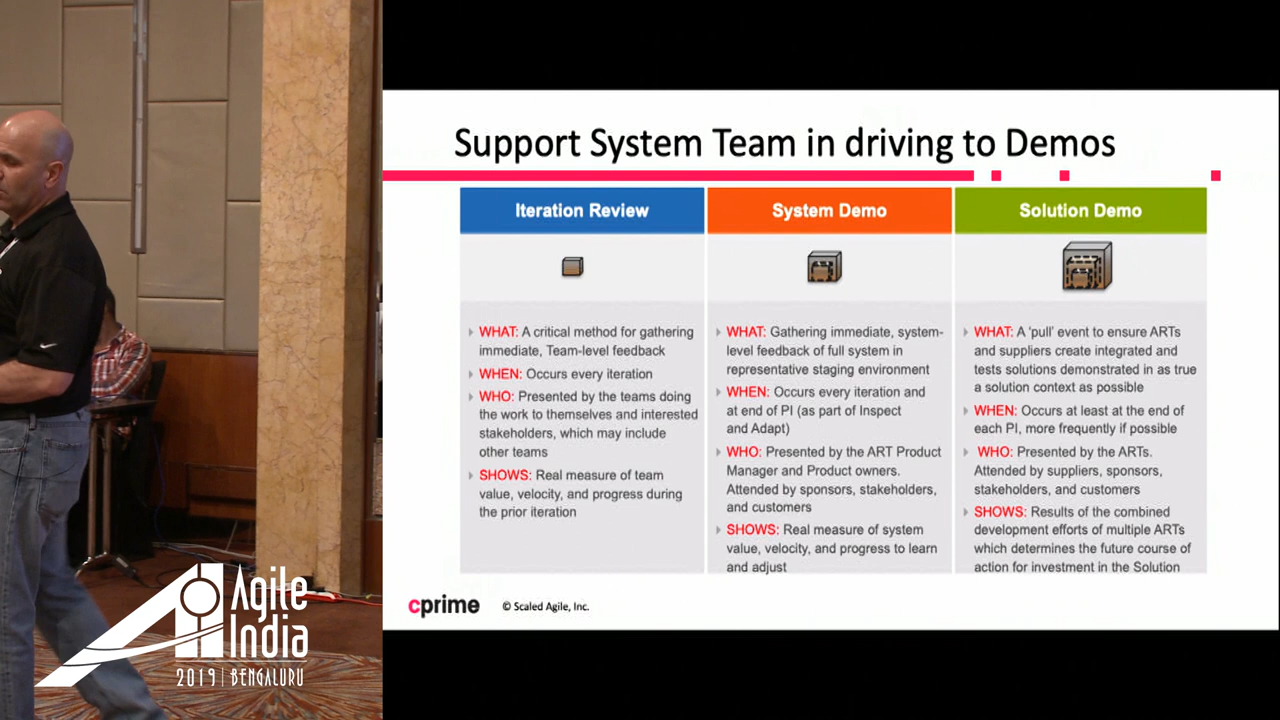 Support System Team in driving to Demos
Iteration Review
WHAT: A critical method for gathering
immediate, Team-level feedback
WHEN: Occurs every iteration
WHO: Presented by the teams doing
the work to themselves and interested
stakeholders, which may include
other teams
SHOWS: Real measure of team
value, velocity, and progress during
the prior iteration
System Demo
WHAT: Gathering immediate, system-
level feedback of full system in
representative staging environment
WHEN: Occurs every iteration and
at end of PI (as part of Inspect
and Adapt)
WHO: Presented by the ART Product
Manager and Product owners.
Attended by sponsors, stakeholders,
and customers
SHOWS: Real measure of system
value, velocity, and progress to learn
and adjust
Solution Demo
WHAT: A 'pull' event to ensure ARTs
and suppliers create integrated and
tests solutions demonstrated in as true
a solution context as possible
WHEN: Occurs at least at the end of
each PI, more frequently if possible
WHO: Presented by the ARTs.
Attended by suppliers, sponsors,
stakeholders, and customers
SHOWS: Results of the combined
development efforts of multiple ARTs
which determines the future course of
action for investment in the Solution
cprime
© Scaled Agile, Inc.
Agile
India
2019 | BENGALURU